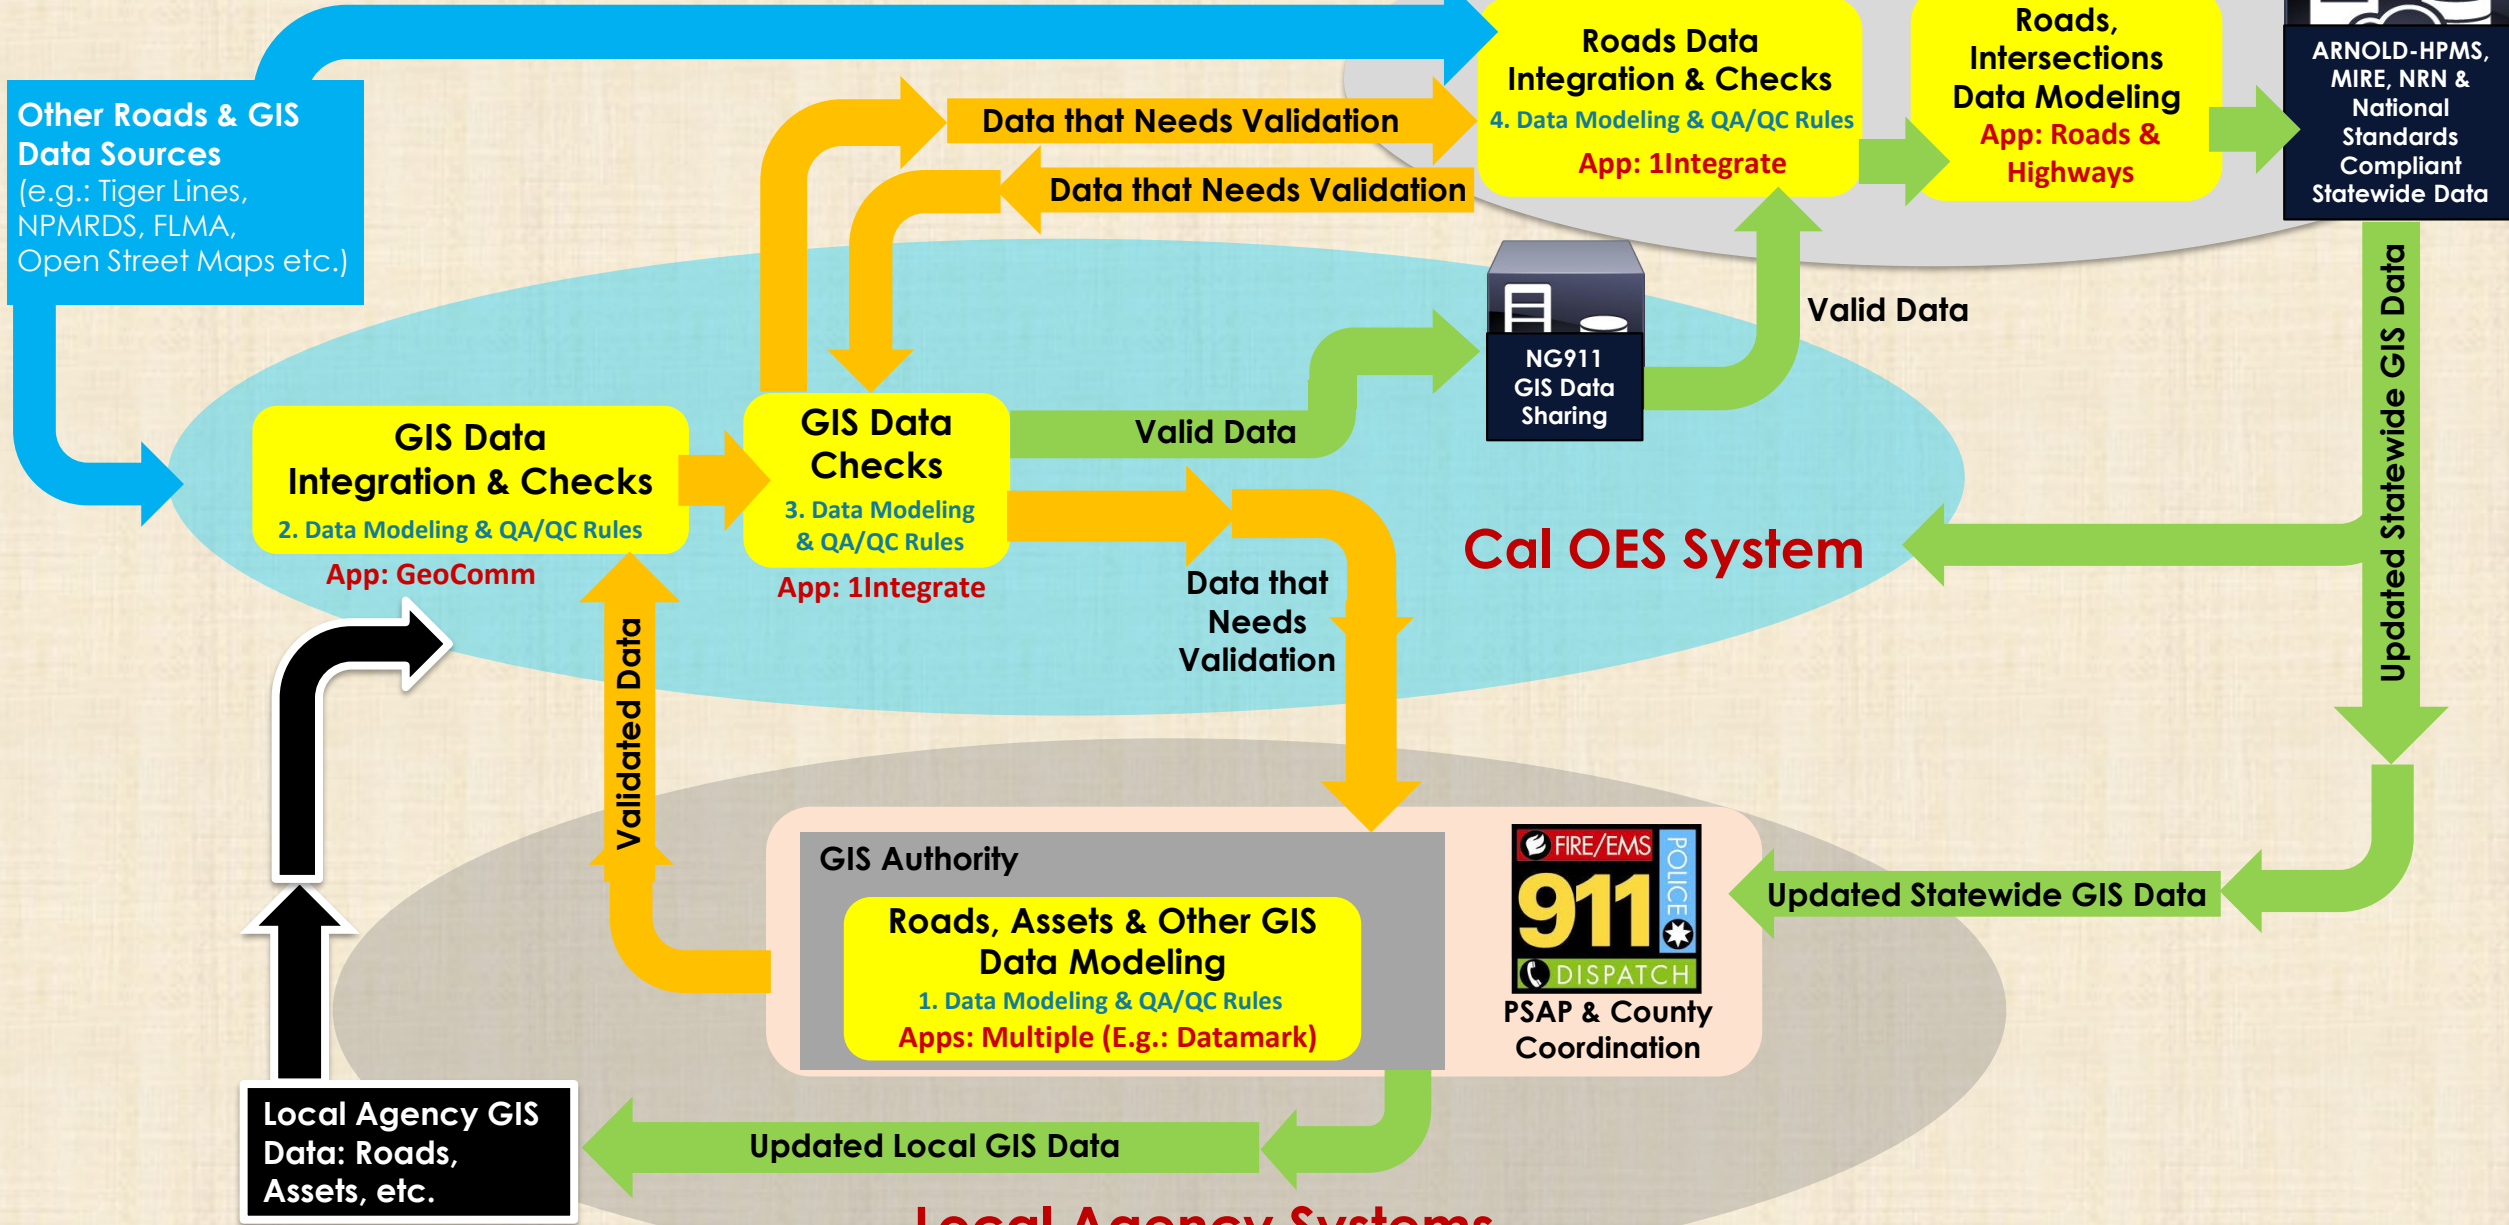 Other Roads & GIS
Data Sources
(e.g.: Tiger Lines,
NPMRDS, FLMA,
Open Street Maps etc.)
Data that Needs Validation
Data that Needs Validation
Roads Data
Integration & Checks
4. Data Modeling & QA/QC Rules
App: 1Integrate
Roads,
Intersections
Data Modeling
App: Roads &
Highways
ARNOLD-HPMS,
MIRE, NRN &
National
Standards
Compliant
Statewide Data
Valid Data
NG911
GIS Data
Sharing
Updated Statewide GIS Data
GIS Data
Integration & Checks
2. Data Modeling & QA/QC Rules
App: GeoComm
GIS Data
Checks
3. Data Modeling
& QA/QC Rules
App: 1Integrate
Valid Data
Cal OES System
Data that
Needs
Validation
Validated Data
GIS Authority
Roads, Assets & Other GIS
Data Modeling
1. Data Modeling & QA/QC Rules
Apps: Multiple (E.g.: Datamark)
FIRE/EMS
POLICE
911
DISPATCH
PSAP & County
Coordination
Updated Statewide GIS Data
Local Agency GIS
Data: Roads,
Assets, etc.
Updated Local GIS Data
Local Agency Systems